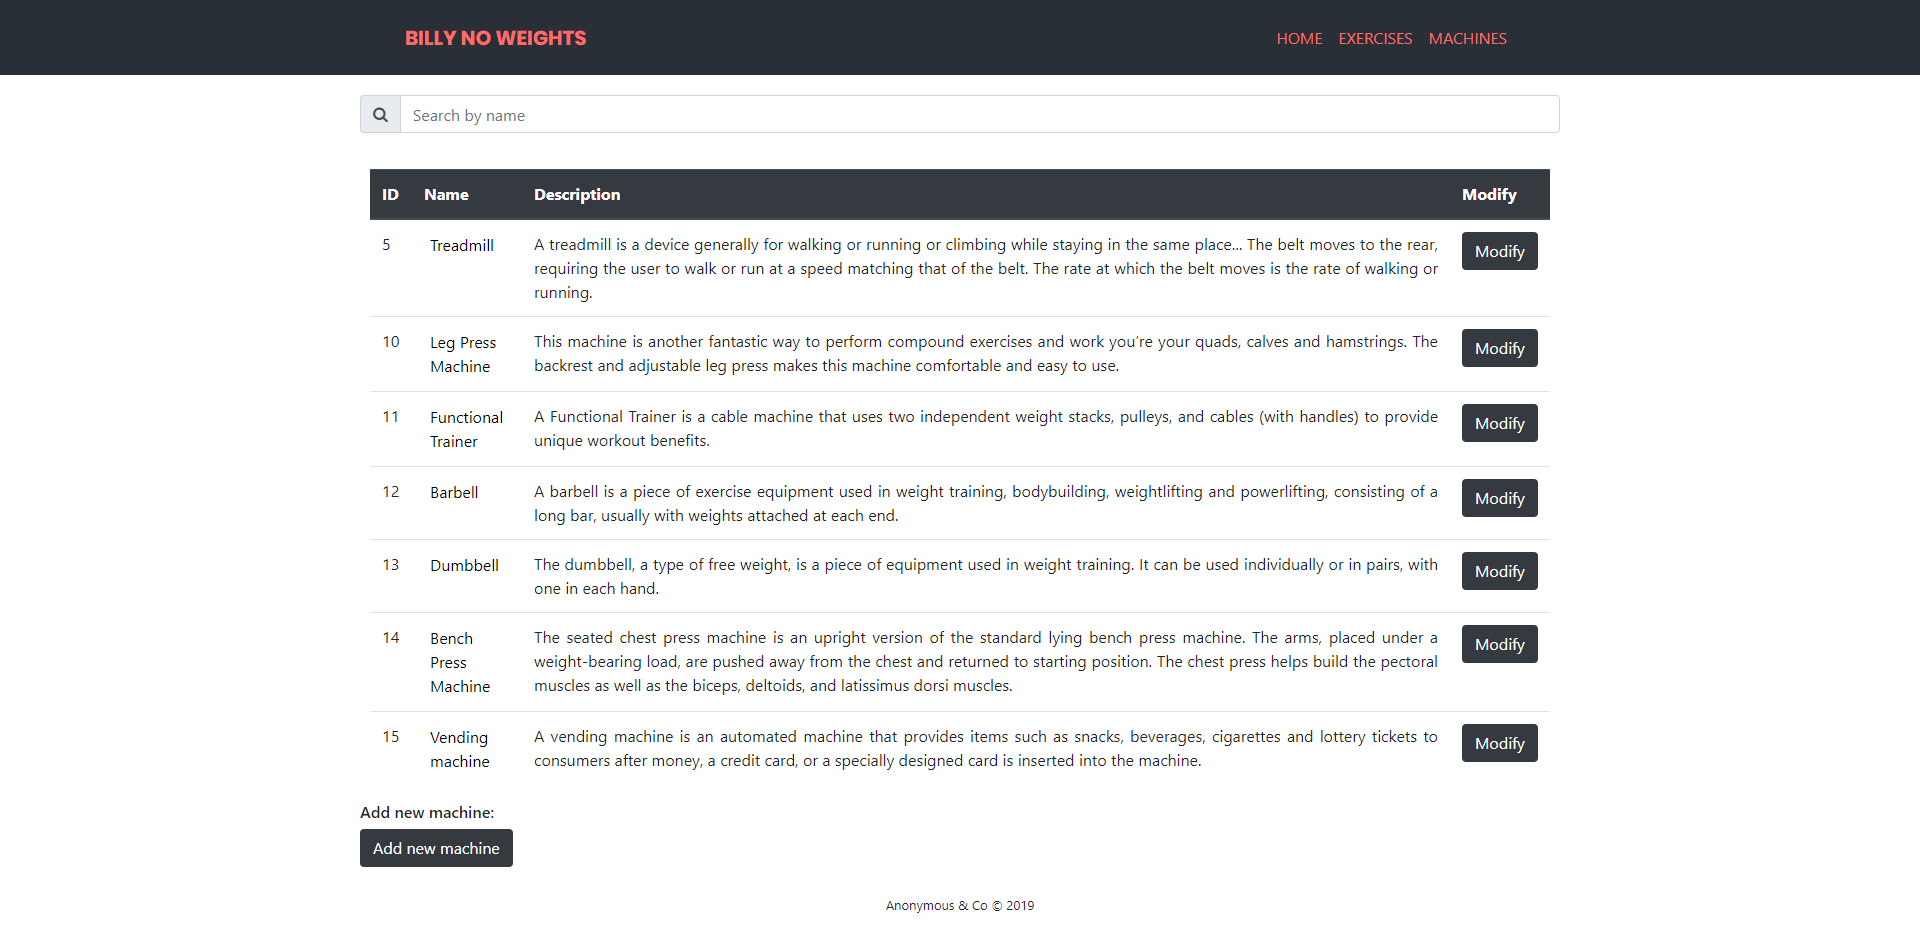 BILLY NO WEIGHTS
HOME EXERCISES MACHINES
Search by name
ID Name Description Modify
5 Treadmill A treadmill is a device generally for walking or running or climbing while staying in the same place... The belt moves to the rear, Modify
requiring the user to walk or run at a speed matching that of the belt. The rate at which the belt moves is the rate of walking or
running.
10 Leg Press This machine is another fantastic way to perform compound exercises and work you’re your quads, calves and hamstrings. The Modify
Machine backrest and adjustable leg press makes this machine comfortable and easy to use.
11 Functional A Functional Trainer is a cable machine that uses two independent weight stacks, pulleys, and cables (with handles) to provide Modify
Trainer unique workout benefits.
12 Barbell A barbell is a piece of exercise equipment used in weight training, bodybuilding, weightlifting and powerlifting, consisting of a Modify
long bar, usually with weights attached at each end.
13 Dumbbell The dumbbell, a type of free weight, is a piece of equipment used in weight training. It can be used individually or in pairs, with Modify
one in each hand.
14 Bench The seated chest press machine is an upright version of the standard lying bench press machine. The arms, placed under a Modify
Press weight-bearing load, are pushed away from the chest and returned to starting position. The chest press helps build the pectoral
Machine muscles as well as the biceps, deltoids, and latissimus dorsi muscles.
15 Vending A vending machine is an automated machine that provides items such as snacks, beverages, cigarettes and lottery tickets to Modify
machine consumers after money, a credit card, or a specially designed card is inserted into the machine.
Add new machine:
Add new machine
Anonymous & Co © 2019